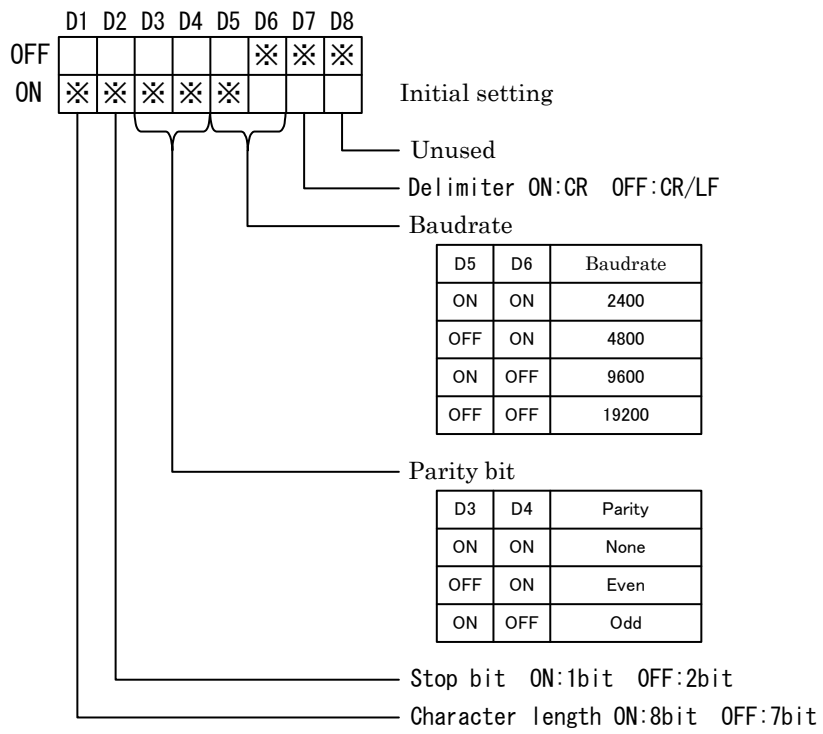 D1 D2 D3 D4 D5 D6 D7 D8
OFF ※ ※ ※
ON ※ ※ ※ ※ ※ Initial setting
Unused
Delimiter ON:CR OFF:CR/LF
Baudrate
D5 D6 Baudrate
ON ON 2400
OFF ON 4800
ON OFF 9600
OFF OFF 19200
Parity bit
D3 D4 Parity
ON ON None
OFF ON Even
ON OFF Odd
Stop bit ON:1bit OFF:2bit
Character length ON:8bit OFF:7bit